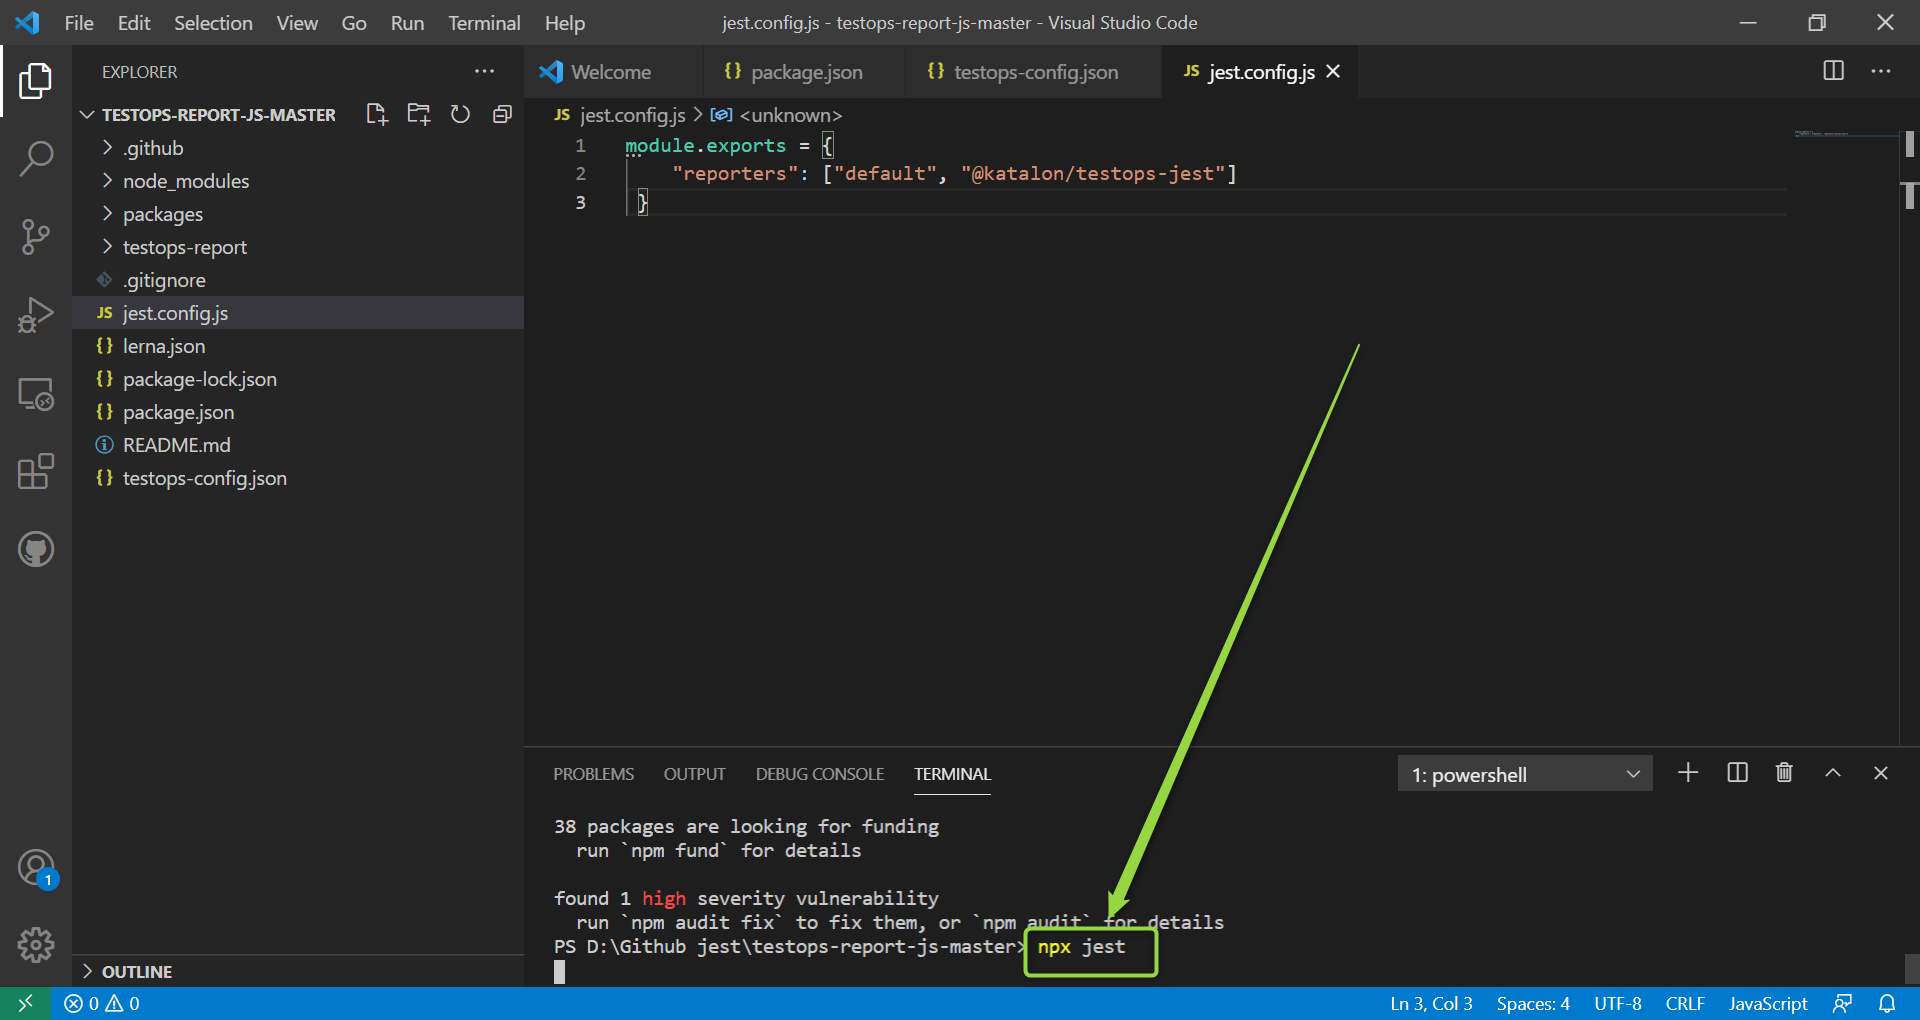 File Edit Selection View Go Run Terminal Help
jest.config.js - testops-report-js-master - Visual Studio Code
EXPLORER
TESTOPS-REPORT-JS-MASTER
.github
node_modules
packages
testops-report
.gitignore
JS jest.config.js
{} lerna.json
{} package-lock.json
{} package.json
README.md
{} testops-config.json
OUTLINE
Welcome
{} package.json
{} testops-config.json
JS jest.config.js
JS jest.config.js > <unknown>
1 module.exports = {
2 "reporters": ["default", "@katalon/testops-jest"]
3 }
PROBLEMS OUTPUT DEBUG CONSOLE TERMINAL
1: powershell
38 packages are looking for funding
run `npm fund` for details
found 1 high severity vulnerability
run `npm audit fix` to fix them, or `npm audit` for details
PS D:\Github jest\testops-report-js-master> npx jest
1
0 0
Ln 3, Col 3 Spaces: 4 UTF-8 CRLF JavaScript